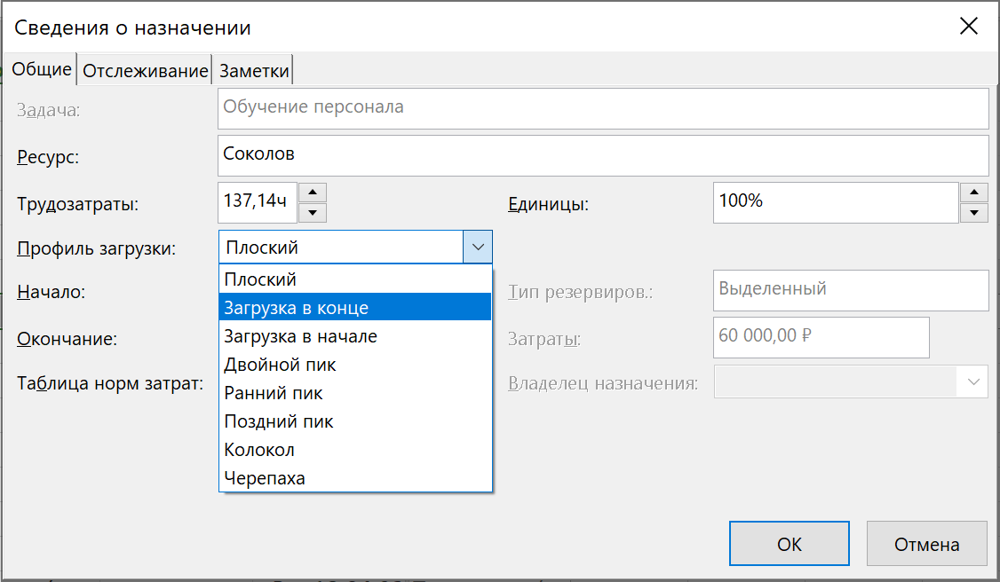 Сведения о назначении
Общие Отслеживание Заметки
Задача: Обучение персонала
Ресурс: Соколов
Трудозатраты: 137,14ч Единицы: 100%
Профиль загрузки: Плоский
Плоский
Начало: Тип резервиров.: Выделенный
Загрузка в конце
Загрузка в начале
Окончание: Затраты: 60 000,00 ₽
Двойной пик
Таблица норм затрат: Владелец назначения:
Ранний пик
Поздний пик
Колокол
Черепаха
ОК Отмена